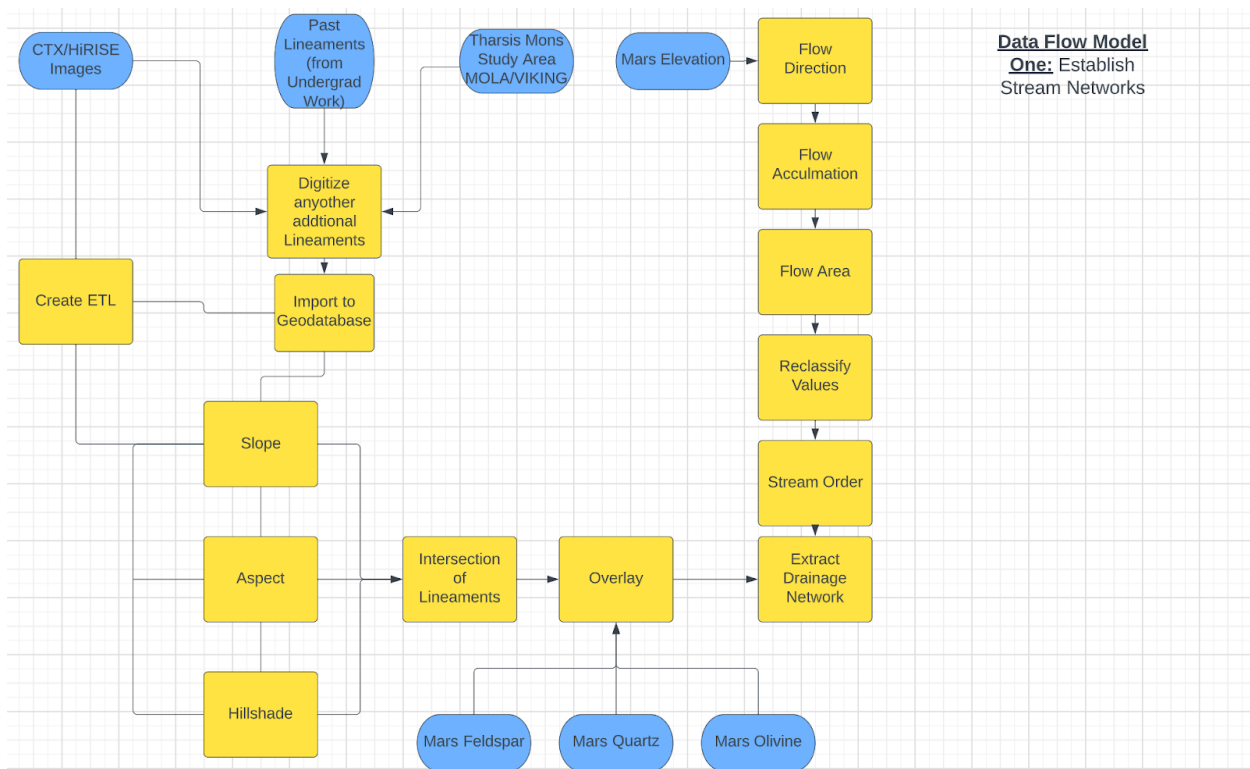 CTX/HiRISE
Images
Past
Lineaments
(from
Undergrad
Work)
Tharsis Mons
Study Area
MOLA/VIKING
Mars Elevation
Flow
Direction
Data Flow Model
One: Establish
Stream Networks
Flow
Acculmation
Digitize
anyother
addtional
Lineaments
Flow Area
Create ETL
Import to
Geodatabase
Reclassify
Values
Slope
Stream Order
Aspect
Intersection
of
Lineaments
Overlay
Extract
Drainage
Network
Hillshade
Mars Feldspar
Mars Quartz
Mars Olivine